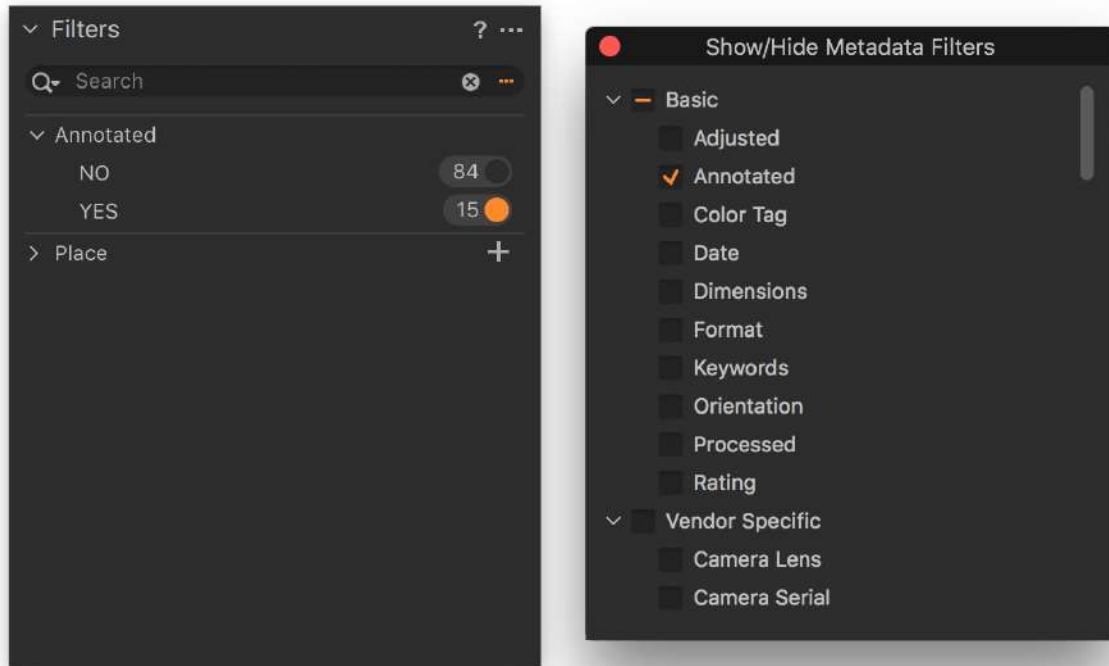 Filters ? ...
Search
Annotated
NO 84
YES 15
Place
Show/Hide Metadata Filters
Basic
Adjusted
Annotated
Color Tag
Date
Dimensions
Format
Keywords
Orientation
Processed
Rating
Vendor Specific
Camera Lens
Camera Serial